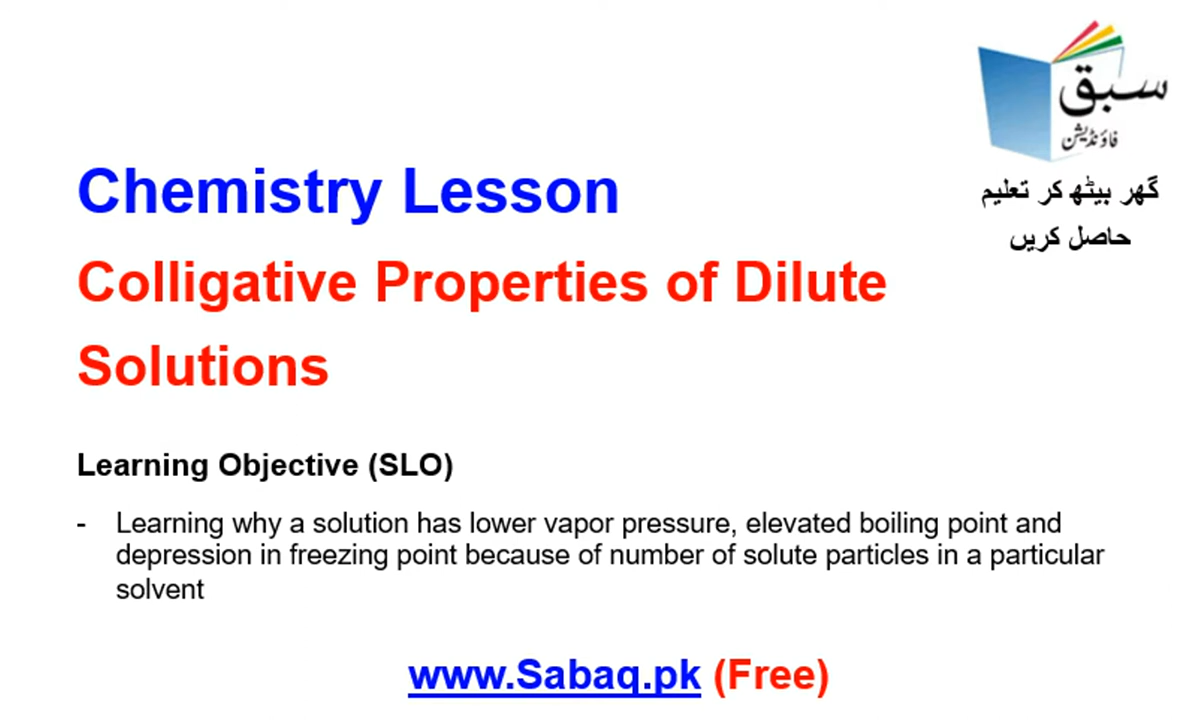 سبق
فاؤنڈیشن
گھر بیٹھ کر تعلیم
حاصل کریں
Chemistry Lesson
Colligative Properties of Dilute
Solutions
Learning Objective (SLO)
- Learning why a solution has lower vapor pressure, elevated boiling point and
depression in freezing point because of number of solute particles in a particular
solvent
www.Sabaq.pk (Free)